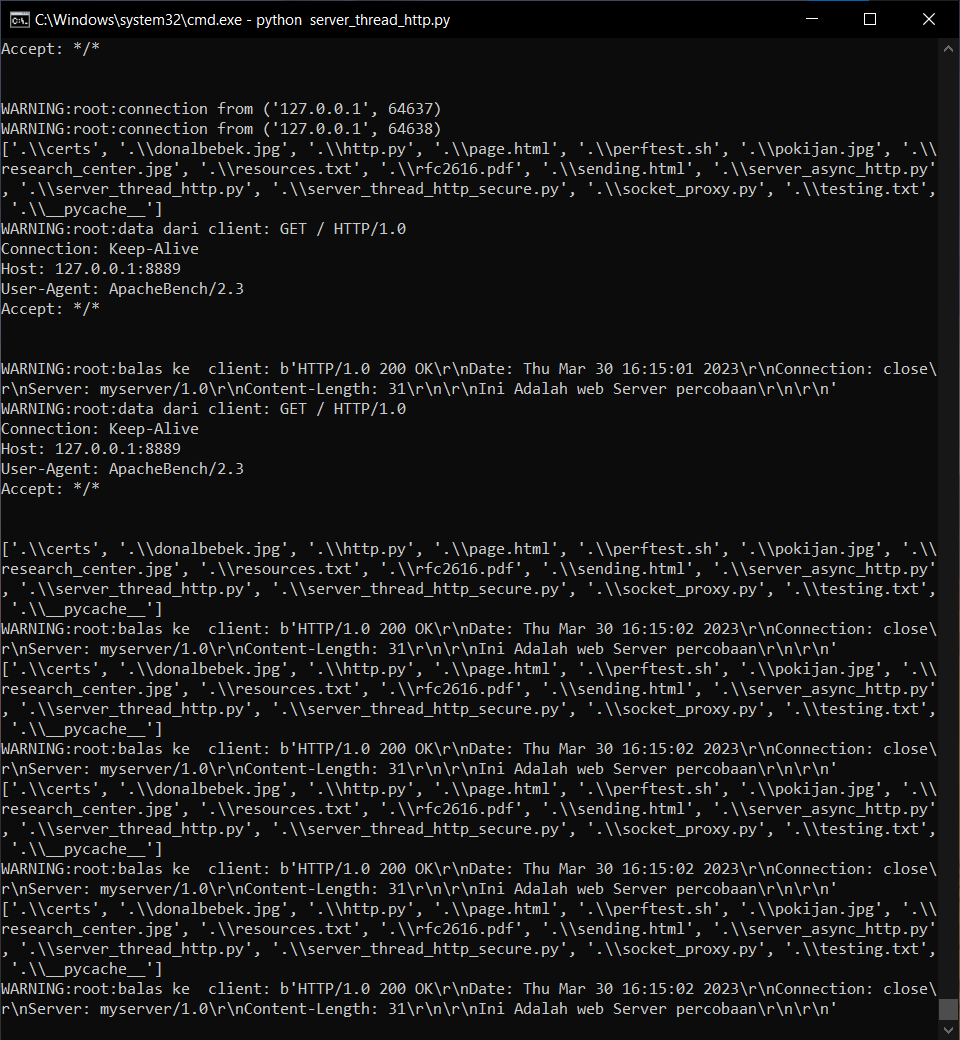 C:\Windows\system32\cmd.exe - python  server_thread_http.py
Accept: */*
WARNING:root:connection from ('127.0.0.1', 64637)
WARNING:root:connection from ('127.0.0.1', 64638)
['.\\certs', '.\\donalbebek.jpg', '.\\http.py', '.\\page.html', '.\\perftest.sh', '.\\pokijan.jpg', '.\\
research_center.jpg', '.\\resources.txt', '.\\rfc2616.pdf', '.\\sending.html', '.\\server_async_http.py'
, '.\\server_thread_http.py', '.\\server_thread_http_secure.py', '.\\socket_proxy.py', '.\\testing.txt',
 '.\\__pycache__']
WARNING:root:data dari client: GET / HTTP/1.0
Connection: Keep-Alive
Host: 127.0.0.1:8889
User-Agent: ApacheBench/2.3
Accept: */*
WARNING:root:balas ke  client: b'HTTP/1.0 200 OK\r\nDate: Thu Mar 30 16:15:01 2023\r\nConnection: close\
r\nServer: myserver/1.0\r\nContent-Length: 31\r\n\r\nIni Adalah web Server percobaan\r\n\r\n'
WARNING:root:data dari client: GET / HTTP/1.0
Connection: Keep-Alive
Host: 127.0.0.1:8889
User-Agent: ApacheBench/2.3
Accept: */*
['.\\certs', '.\\donalbebek.jpg', '.\\http.py', '.\\page.html', '.\\perftest.sh', '.\\pokijan.jpg', '.\\
research_center.jpg', '.\\resources.txt', '.\\rfc2616.pdf', '.\\sending.html', '.\\server_async_http.py'
, '.\\server_thread_http.py', '.\\server_thread_http_secure.py', '.\\socket_proxy.py', '.\\testing.txt',
 '.\\__pycache__']
WARNING:root:balas ke  client: b'HTTP/1.0 200 OK\r\nDate: Thu Mar 30 16:15:02 2023\r\nConnection: close\
r\nServer: myserver/1.0\r\nContent-Length: 31\r\n\r\nIni Adalah web Server percobaan\r\n\r\n'
['.\\certs', '.\\donalbebek.jpg', '.\\http.py', '.\\page.html', '.\\perftest.sh', '.\\pokijan.jpg', '.\\
research_center.jpg', '.\\resources.txt', '.\\rfc2616.pdf', '.\\sending.html', '.\\server_async_http.py'
, '.\\server_thread_http.py', '.\\server_thread_http_secure.py', '.\\socket_proxy.py', '.\\testing.txt',
 '.\\__pycache__']
WARNING:root:balas ke  client: b'HTTP/1.0 200 OK\r\nDate: Thu Mar 30 16:15:02 2023\r\nConnection: close\
r\nServer: myserver/1.0\r\nContent-Length: 31\r\n\r\nIni Adalah web Server percobaan\r\n\r\n'
['.\\certs', '.\\donalbebek.jpg', '.\\http.py', '.\\page.html', '.\\perftest.sh', '.\\pokijan.jpg', '.\\
research_center.jpg', '.\\resources.txt', '.\\rfc2616.pdf', '.\\sending.html', '.\\server_async_http.py'
, '.\\server_thread_http.py', '.\\server_thread_http_secure.py', '.\\socket_proxy.py', '.\\testing.txt',
 '.\\__pycache__']
WARNING:root:balas ke  client: b'HTTP/1.0 200 OK\r\nDate: Thu Mar 30 16:15:02 2023\r\nConnection: close\
r\nServer: myserver/1.0\r\nContent-Length: 31\r\n\r\nIni Adalah web Server percobaan\r\n\r\n'
['.\\certs', '.\\donalbebek.jpg', '.\\http.py', '.\\page.html', '.\\perftest.sh', '.\\pokijan.jpg', '.\\
research_center.jpg', '.\\resources.txt', '.\\rfc2616.pdf', '.\\sending.html', '.\\server_async_http.py'
, '.\\server_thread_http.py', '.\\server_thread_http_secure.py', '.\\socket_proxy.py', '.\\testing.txt',
 '.\\__pycache__']
WARNING:root:balas ke  client: b'HTTP/1.0 200 OK\r\nDate: Thu Mar 30 16:15:02 2023\r\nConnection: close\
r\nServer: myserver/1.0\r\nContent-Length: 31\r\n\r\nIni Adalah web Server percobaan\r\n\r\n'